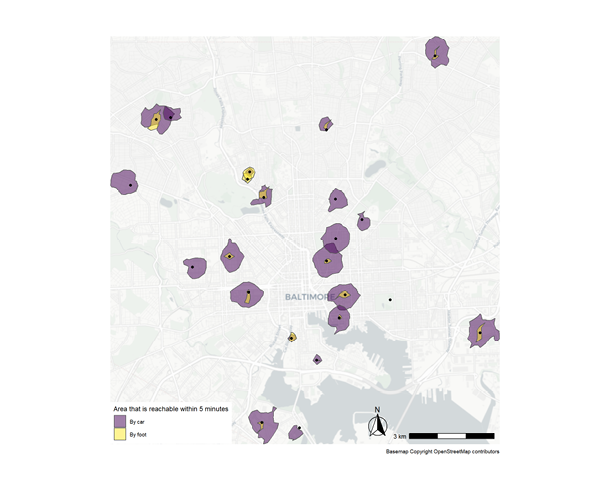 BALTIMORE
Area that is reachable within 5 minutes
By car
By foot
N
3 km
Basemap Copyright OpenStreetMap contributors